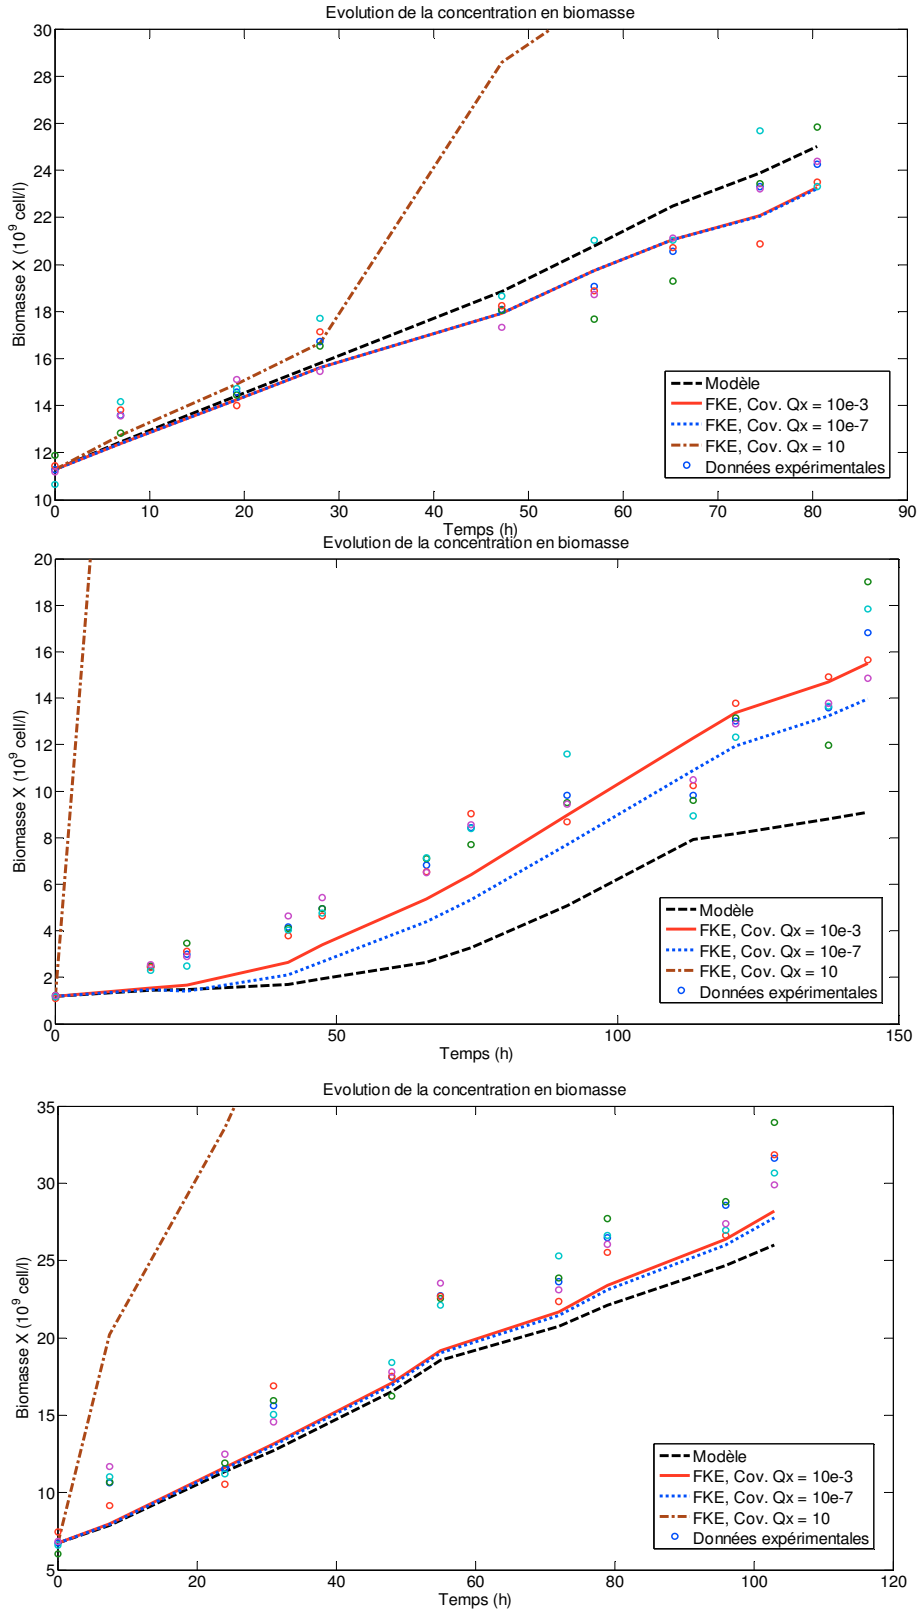 Evolution de la concentration en biomasse
30
28
26
24
22
20
18
16
14
12
10
Biomasse X (10⁹ cell/l)
Modèle
FKE, Cov. Qx = 10e-3
FKE, Cov. Qx = 10e-7
FKE, Cov. Qx = 10
Données expérimentales
0 10 20 30 40 50 60 70 80 90
Temps (h)
Evolution de la concentration en biomasse
20
18
16
14
12
10
8
6
4
2
0
Biomasse X (10⁹ cell/l)
Modèle
FKE, Cov. Qx = 10e-3
FKE, Cov. Qx = 10e-7
FKE, Cov. Qx = 10
Données expérimentales
0 50 100 150
Temps (h)
Evolution de la concentration en biomasse
35
30
25
20
15
10
5
Biomasse X (10⁹ cell/l)
Modèle
FKE, Cov. Qx = 10e-3
FKE, Cov. Qx = 10e-7
FKE, Cov. Qx = 10
Données expérimentales
0 20 40 60 80 100 120
Temps (h)